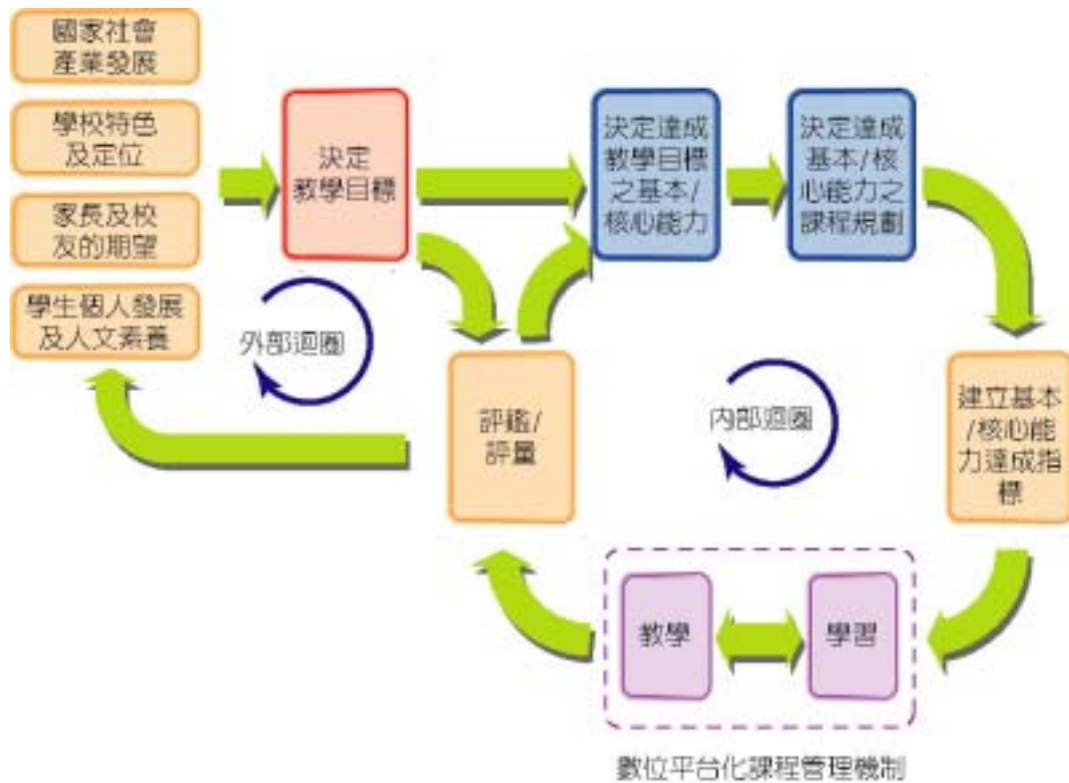 國家社會
產業發展
學校特色
及定位
家長及校
友的期望
學生個人發展
及人文素養
決定
教學目標
決定達成
教學目標
之基本/
核心能力
決定達成
基本/核
心能力之
課程規劃
外部迴圈
評鑑/
評量
內部迴圈
建立基本
/核心能
力達成指
標
教學
學習
數位平台化課程管理機制